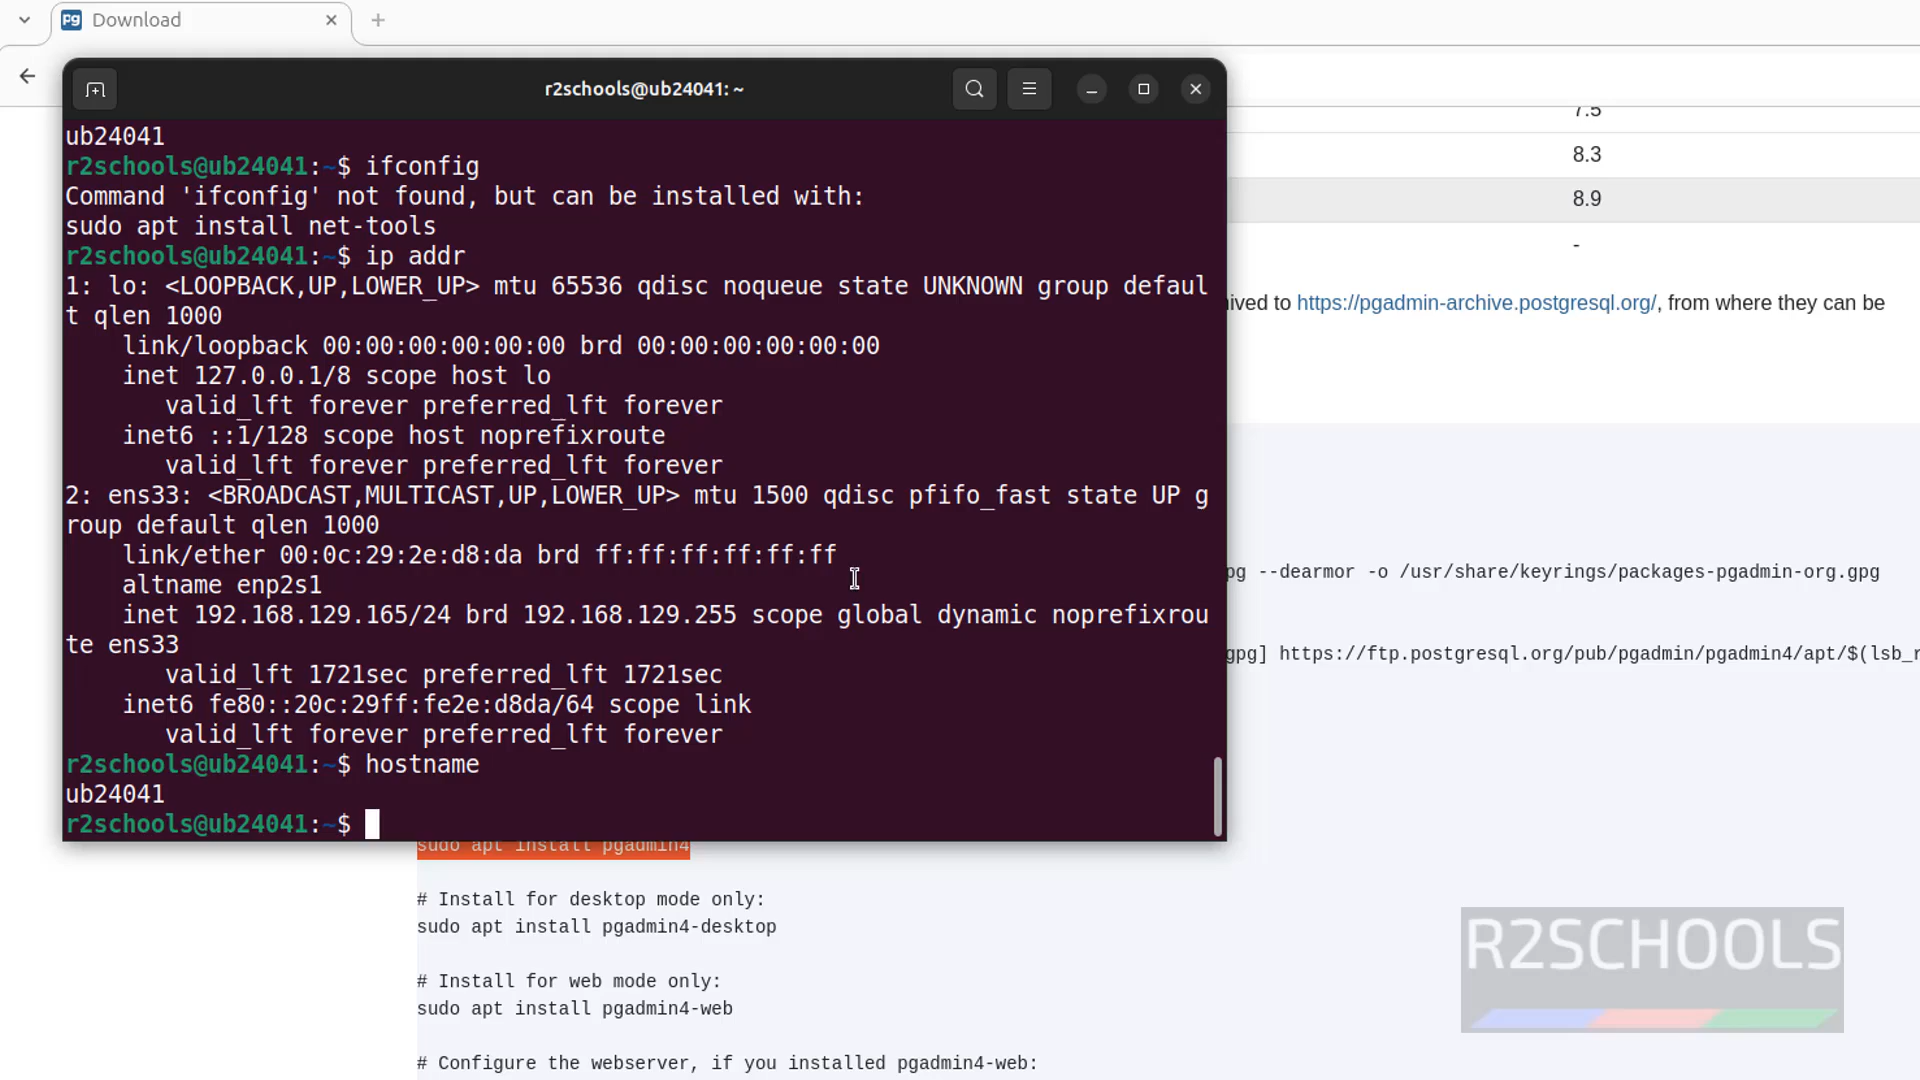 Download
r2schools@ub24041: ~
ub24041
r2schools@ub24041:~$ ifconfig
Command 'ifconfig' not found, but can be installed with:
sudo apt install net-tools
r2schools@ub24041:~$ ip addr
1: lo: <LOOPBACK,UP,LOWER_UP> mtu 65536 qdisc noqueue state UNKNOWN group defaul
t qlen 1000
link/loopback 00:00:00:00:00:00 brd 00:00:00:00:00:00
inet 127.0.0.1/8 scope host lo
valid_lft forever preferred_lft forever
inet6 ::1/128 scope host noprefixroute
valid_lft forever preferred_lft forever
2: ens33: <BROADCAST,MULTICAST,UP,LOWER_UP> mtu 1500 qdisc pfifo_fast state UP g
roup default qlen 1000
link/ether 00:0c:29:2e:d8:da brd ff:ff:ff:ff:ff:ff
altname enp2s1
inet 192.168.129.165/24 brd 192.168.129.255 scope global dynamic noprefixrou
te ens33
valid_lft 1721sec preferred_lft 1721sec
inet6 fe80::20c:29ff:fe2e:d8da/64 scope link
valid_lft forever preferred_lft forever
r2schools@ub24041:~$ hostname
ub24041
r2schools@ub24041:~$
7.5
8.3
8.9
-
ived to https://pgadmin-archive.postgresql.org/, from where they can be
pg --dearmor -o /usr/share/keyrings/packages-pgadmin-org.gpg
gpg] https://ftp.postgresql.org/pub/pgadmin/pgadmin4/apt/$(lsb_r
sudo apt install pgadmin4
# Install for desktop mode only:
sudo apt install pgadmin4-desktop
# Install for web mode only:
sudo apt install pgadmin4-web
# Configure the webserver, if you installed pgadmin4-web:
R2SCHOOLS